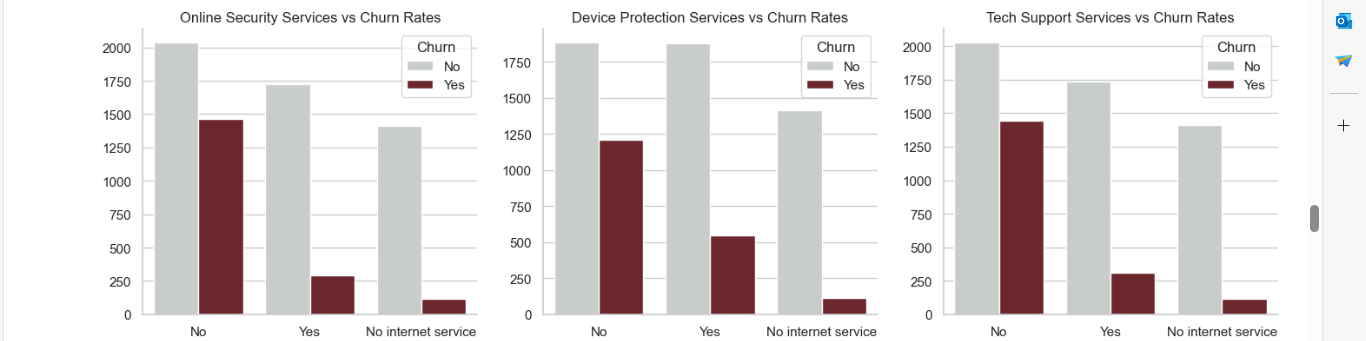 Online Security Services vs Churn Rates
2000
1750
1500
1250
1000
750
500
250
0
Churn
No
Yes
No Yes No internet service
Device Protection Services vs Churn Rates
1750
1500
1250
1000
750
500
250
0
Churn
No
Yes
No Yes No internet service
Tech Support Services vs Churn Rates
2000
1750
1500
1250
1000
750
500
250
0
Churn
No
Yes
No Yes No internet service